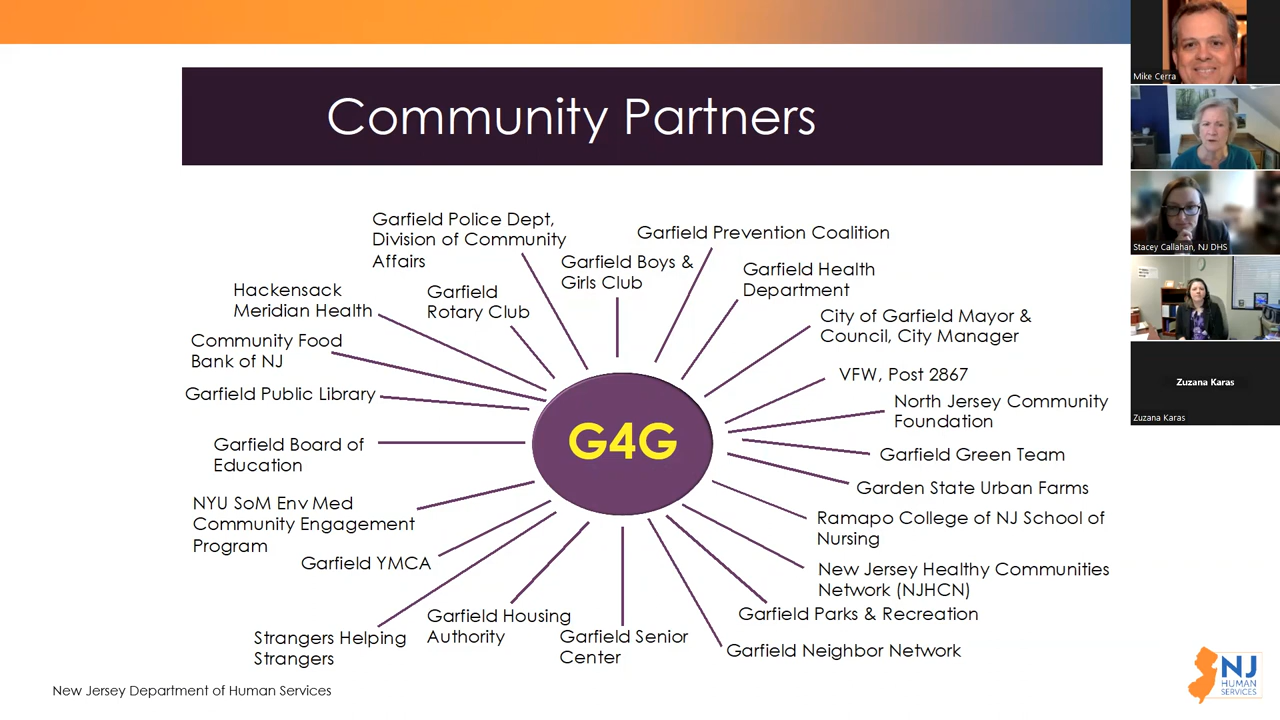 Community Partners
Garfield Police Dept,
Division of Community
Affairs
Garfield Prevention Coalition
Garfield Boys &
Girls Club
Garfield Health
Department
Hackensack
Meridian Health
Garfield
Rotary Club
City of Garfield Mayor &
Council, City Manager
Community Food
Bank of NJ
VFW, Post 2867
Garfield Public Library
North Jersey Community
Foundation
G4G
Garfield Board of
Education
Garfield Green Team
Garden State Urban Farms
NYU SoM Env Med
Community Engagement
Program
Ramapo College of NJ School of
Nursing
Garfield YMCA
New Jersey Healthy Communities
Network (NJHCN)
Garfield Parks & Recreation
Garfield Housing
Authority
Strangers Helping
Strangers
Garfield Senior
Center
Garfield Neighbor Network
New Jersey Department of Human Services
NJ
HUMAN
SERVICES
Mike Cerra
Stacey Callahan, NJ DHS
Zuzana Karas
Zuzana Karas